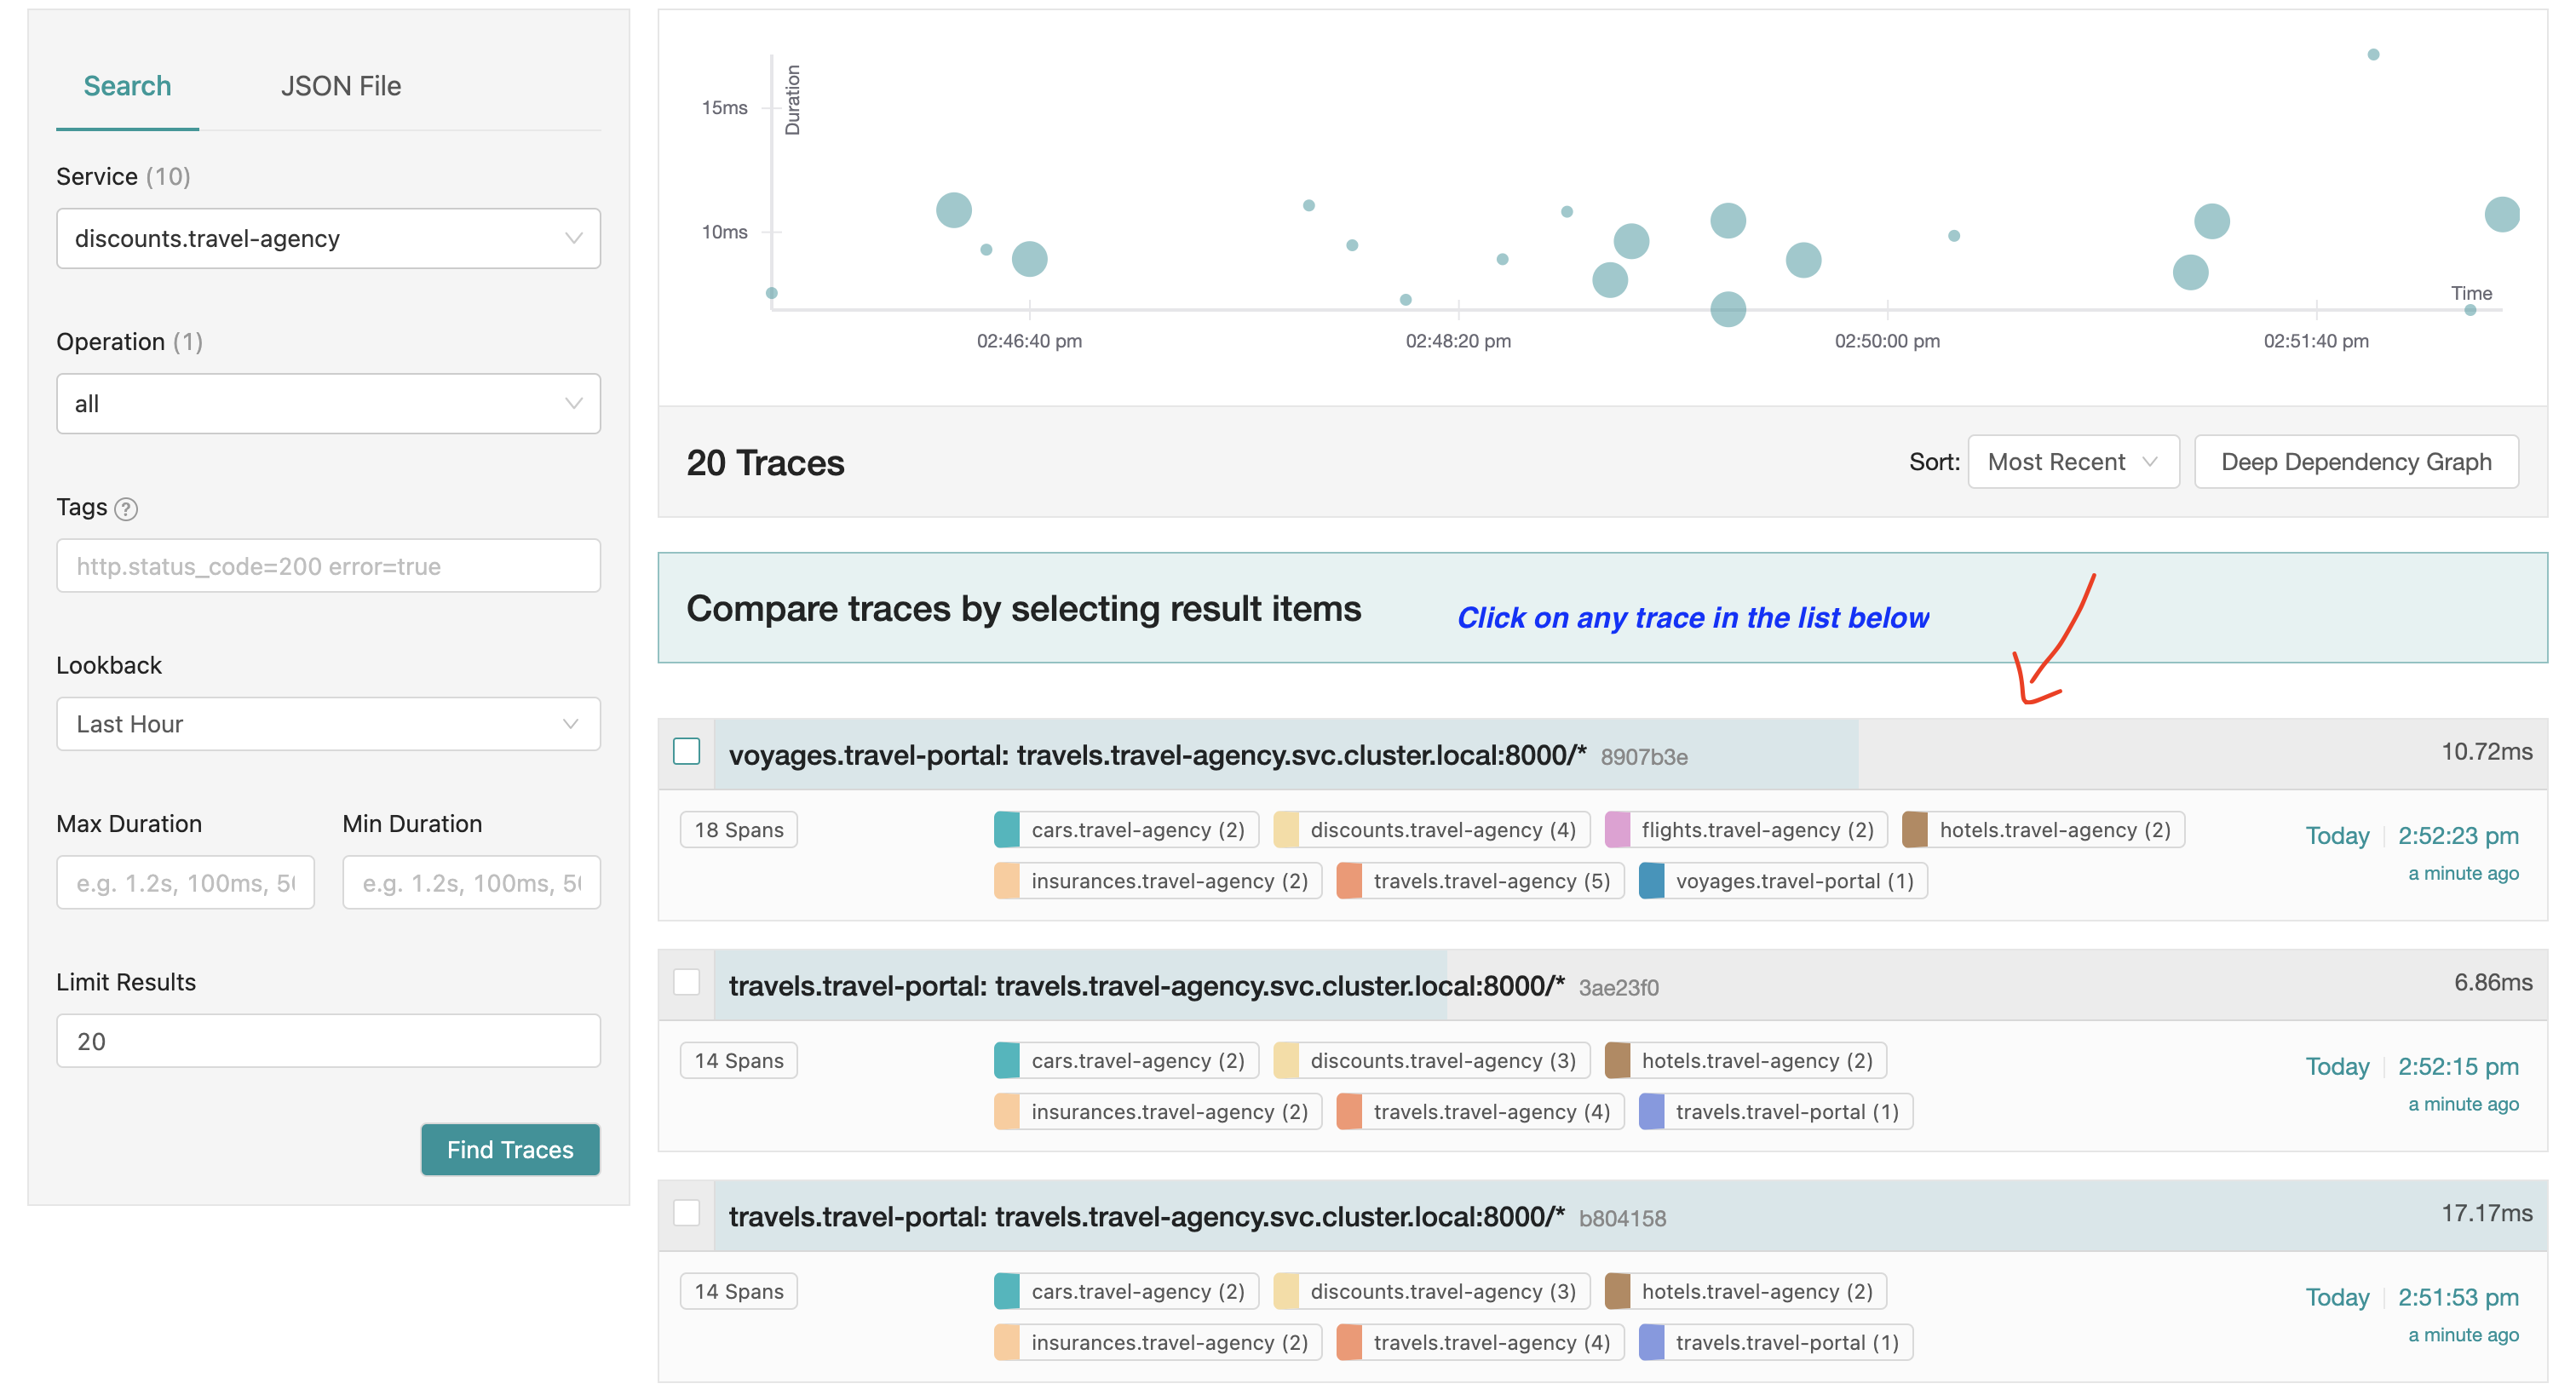 Search JSON File
Service (10)
discounts.travel-agency
Operation (1)
all
Tags ?
http.status_code=200 error=true
Lookback
Last Hour
Max Duration Min Duration
e.g. 1.2s, 100ms, e.g. 1.2s, 100ms,
Limit Results
20
Find Traces
Duration
15ms
10ms
Time
02:46:40 pm 02:48:20 pm 02:50:00 pm 02:51:40 pm
20 Traces Sort: Most Recent Deep Dependency Graph
Compare traces by selecting result items Click on any trace in the list below
voyages.travel-portal: travels.travel-agency.svc.cluster.local:8000/* 8907b3e 10.72ms
18 Spans cars.travel-agency (2) discounts.travel-agency (4) flights.travel-agency (2) hotels.travel-agency (2) Today 2:52:23 pm
insurances.travel-agency (2) travels.travel-agency (5) voyages.travel-portal (1) a minute ago
travels.travel-portal: travels.travel-agency.svc.cluster.local:8000/* 3ae23f0 6.86ms
14 Spans cars.travel-agency (2) discounts.travel-agency (3) hotels.travel-agency (2) Today 2:52:15 pm
insurances.travel-agency (2) travels.travel-agency (4) travels.travel-portal (1) a minute ago
travels.travel-portal: travels.travel-agency.svc.cluster.local:8000/* b804158 17.17ms
14 Spans cars.travel-agency (2) discounts.travel-agency (3) hotels.travel-agency (2) Today 2:51:53 pm
insurances.travel-agency (2) travels.travel-agency (4) travels.travel-portal (1) a minute ago